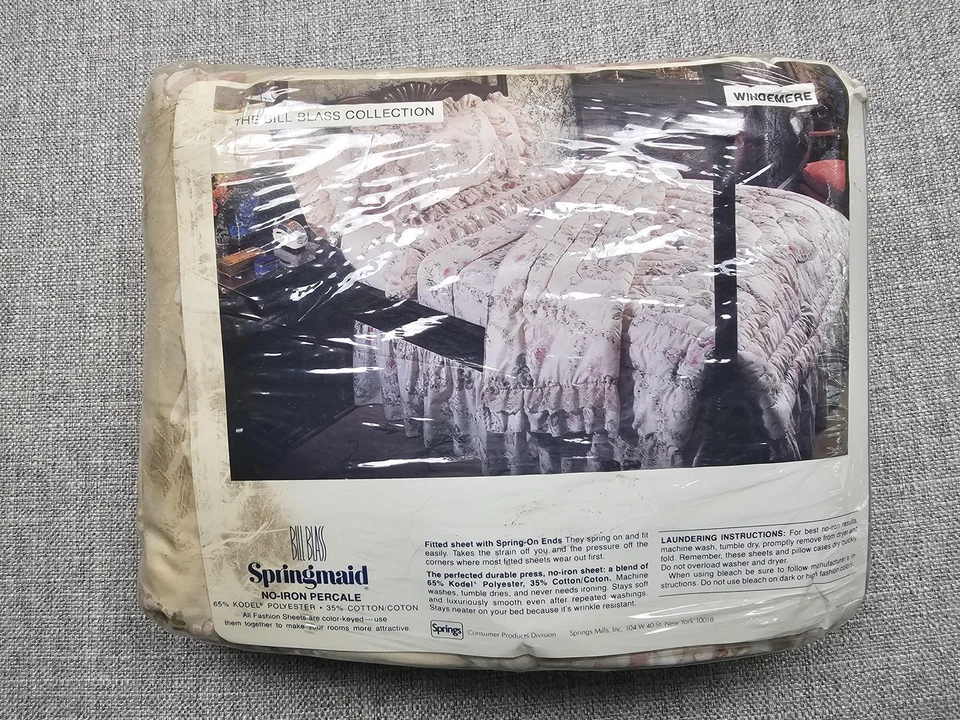 THE BILL BLASS COLLECTION
WINDEMERE
BILL BLASS
Springmaid®
NO-IRON PERCALE
65% KODEL® POLYESTER • 35% COTTON/COTON
All Fashion Sheets are color-keyed — use
them together to make your rooms more attractive.
Fitted sheet with Spring-On Ends They spring on and fit
easily. Takes the strain off you and the pressure off the
corners where most fitted sheets wear out first.
The perfected durable press, no-iron sheet: a blend of
65% Kodel® Polyester, 35% Cotton/Coton. Machine
washes, tumble dries, and never needs ironing. Stays soft
and luxuriously smooth even after repeated washings.
Stays neater on your bed because it's wrinkle resistant.
Springs Consumer Products Division Springs Mills, Inc. 104 W 40 St. New York 10018
LAUNDERING INSTRUCTIONS: For best no-iron results,
machine wash, tumble dry, promptly remove from dryer and
fold. Remember, these sheets and pillow cases dry quickly.
Do not overload washer and dryer.
When using bleach be sure to follow manufacturer's in-
structions. Do not use bleach on dark or high fashion colors.